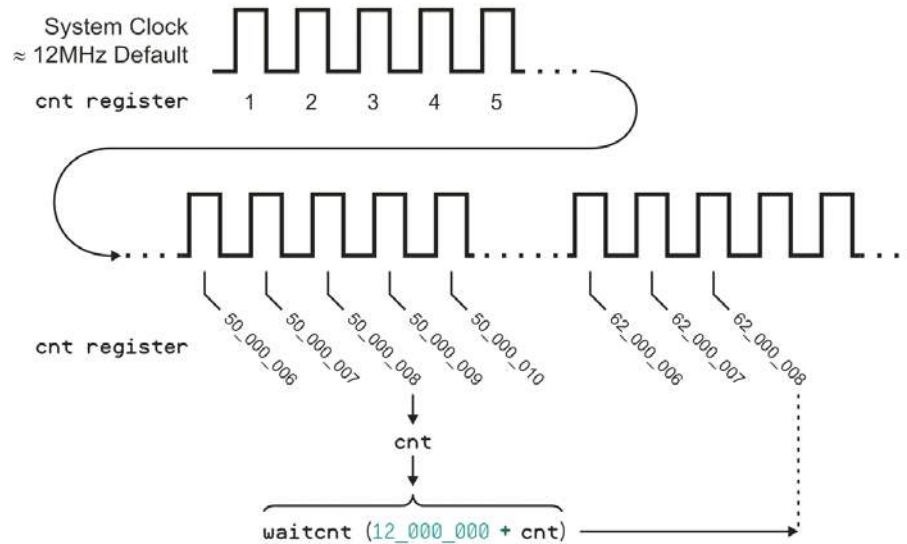 System Clock
≈ 12MHz Default
cnt register 1 2 3 4 5
50_000_006 50_000_007 50_000_008 50_000_009 50_000_010 62_000_006 62_000_007 62_000_008
cnt register
cnt
waitcnt (12_000_000 + cnt)